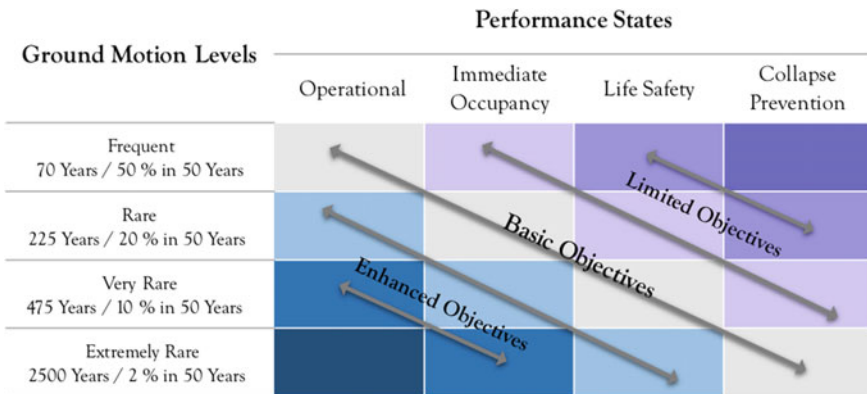 Performance States
Ground Motion Levels
Operational
Immediate
Occupancy
Life Safety
Collapse
Prevention
Frequent
70 Years / 50 % in 50 Years
Rare
225 Years / 20 % in 50 Years
Very Rare
475 Years / 10 % in 50 Years
Extremely Rare
2500 Years / 2 % in 50 Years
Limited Objectives
Basic Objectives
Enhanced Objectives